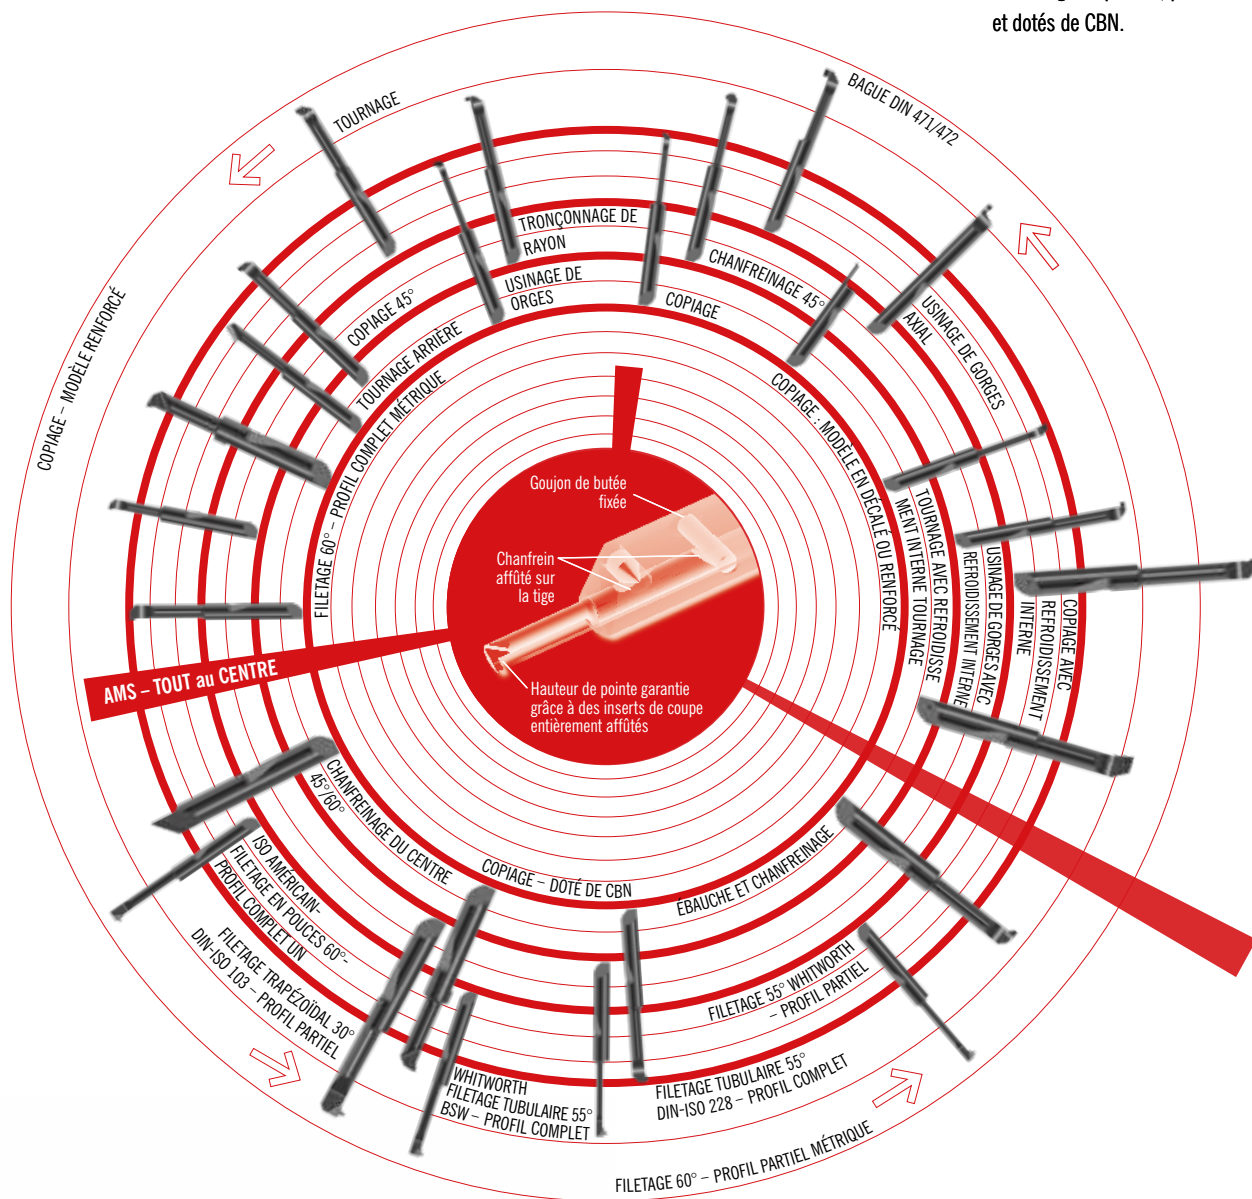 et dotés de CBN.
BAGUE DIN 471/472
TOURNAGE
TRONÇONNAGE DE
RAYON
CHANFREINAGE 45°
USINAGE DE GORGES
AXIAL
COPIAGE 45°
USINAGE DE
ORGES
COPIAGE
TOURNAGE ARRIÈRE
COPIAGE – MODÈLE RENFORCÉ
FILETAGE 60° – PROFIL COMPLET MÉTRIQUE
COPIAGE : MODÈLE EN DÉCALÉ OU RENFORCÉ
TOURNAGE AVEC REFROIDISSE
MENT INTERNE TOURNAGE
USINAGE DE GORGES AVEC
REFROIDISSEMENT INTERNE
COPIAGE AVEC
REFROIDISSEMENT
INTERNE
Goujon de butée
fixée
Chanfrein
affûté sur
la tige
Hauteur de pointe garantie
grâce à des inserts de coupe
entièrement affûtés
AMS – TOUT au CENTRE
CHANFREINAGE DU CENTRE
45°/60°
COPIAGE – DOTÉ DE CBN
ÉBAUCHE ET CHANFREINAGE
ISO AMÉRICAIN-
FILETAGE EN POUCES 60°-
PROFIL COMPLET UN
FILETAGE TRAPÉZOÏDAL 30°
DIN-ISO 103 – PROFIL PARTIEL
FILETAGE 55° WHITWORTH
– PROFIL PARTIEL
WHITWORTH
FILETAGE TUBULAIRE 55°
BSW – PROFIL COMPLET
FILETAGE TUBULAIRE 55°
DIN-ISO 228 – PROFIL COMPLET
FILETAGE 60° – PROFIL PARTIEL MÉTRIQUE